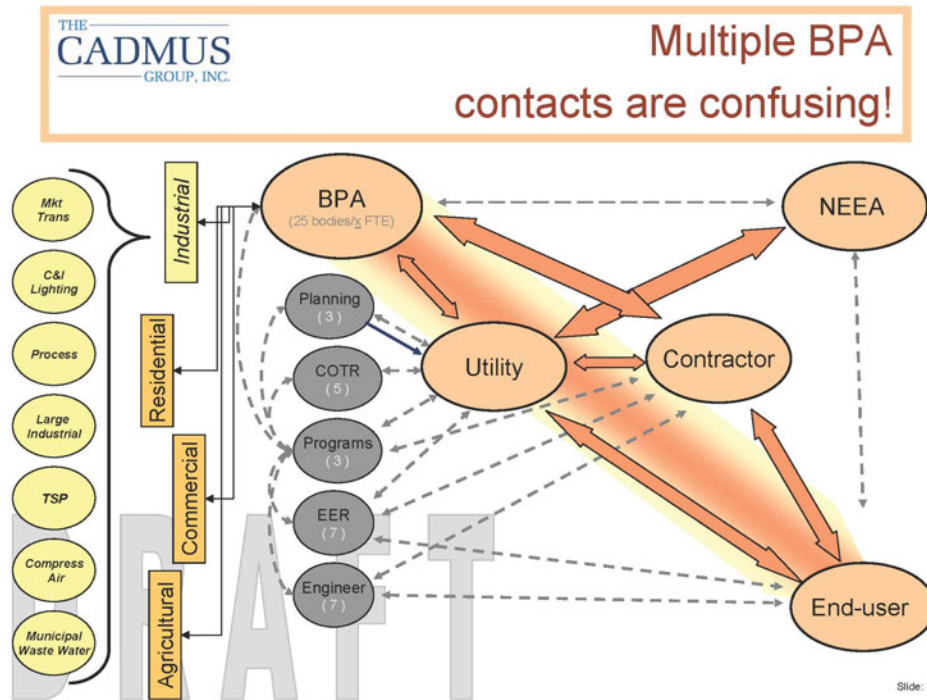 THE
CADMUS
GROUP, INC.
Multiple BPA
contacts are confusing!
Mkt
Trans
C&I
Lighting
Process
Large
Industrial
TSP
Compress
Air
Municipal
Waste Water
Industrial
Residential
Commercial
Agricultural
BPA
(25 bodies/x FTE)
NEEA
Planning
( 3 )
COTR
( 5 )
Programs
( 3 )
EER
( 7 )
Engineer
( 7 )
Utility
Contractor
End-user
DRAFT
Slide: